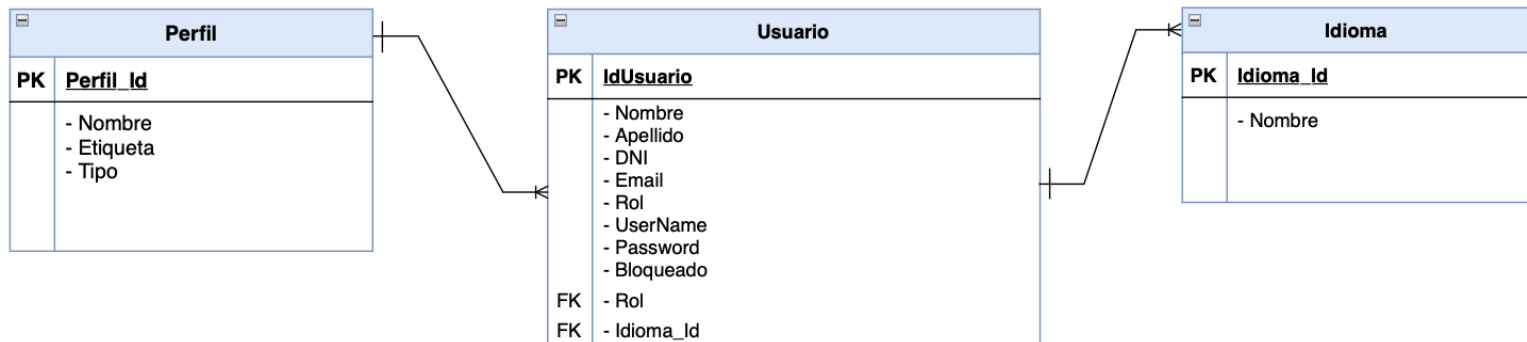 Perfil
PK Perfil_Id
- Nombre
- Etiqueta
- Tipo
Usuario
PK IdUsuario
- Nombre
- Apellido
- DNI
- Email
- Rol
- UserName
- Password
- Bloqueado
FK - Rol
FK - Idioma_Id
Idioma
PK Idioma_Id
- Nombre